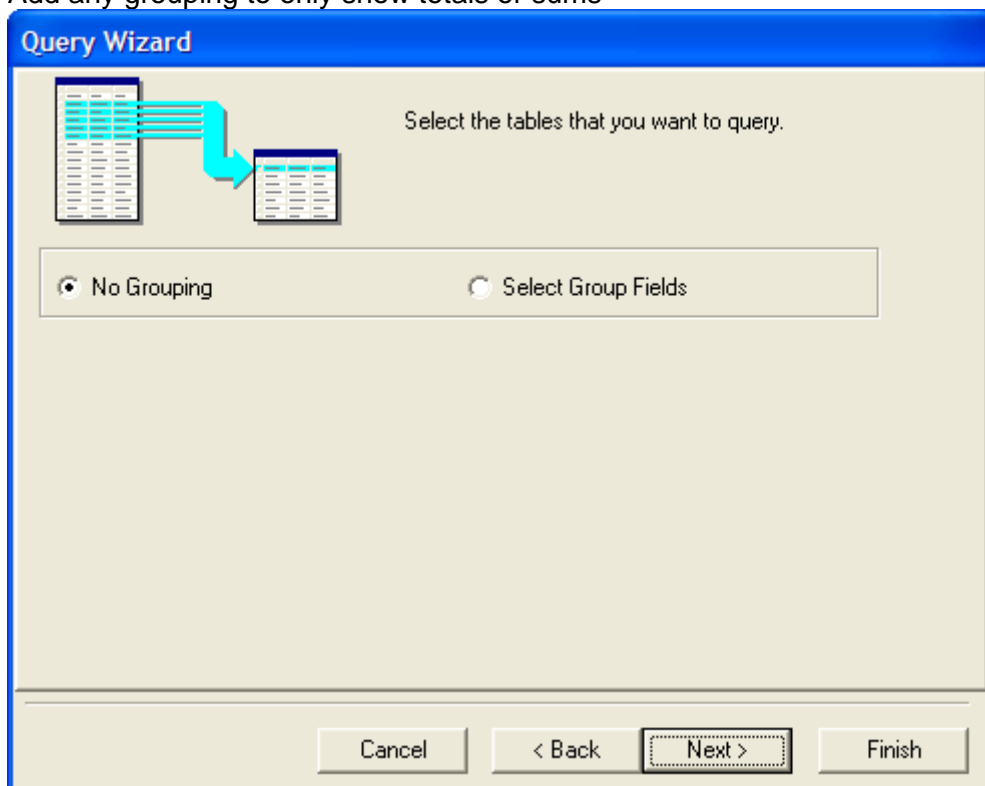 Add any grouping to only show totals or sums
Query Wizard
Select the tables that you want to query.
No Grouping Select Group Fields
Cancel < Back Next > Finish